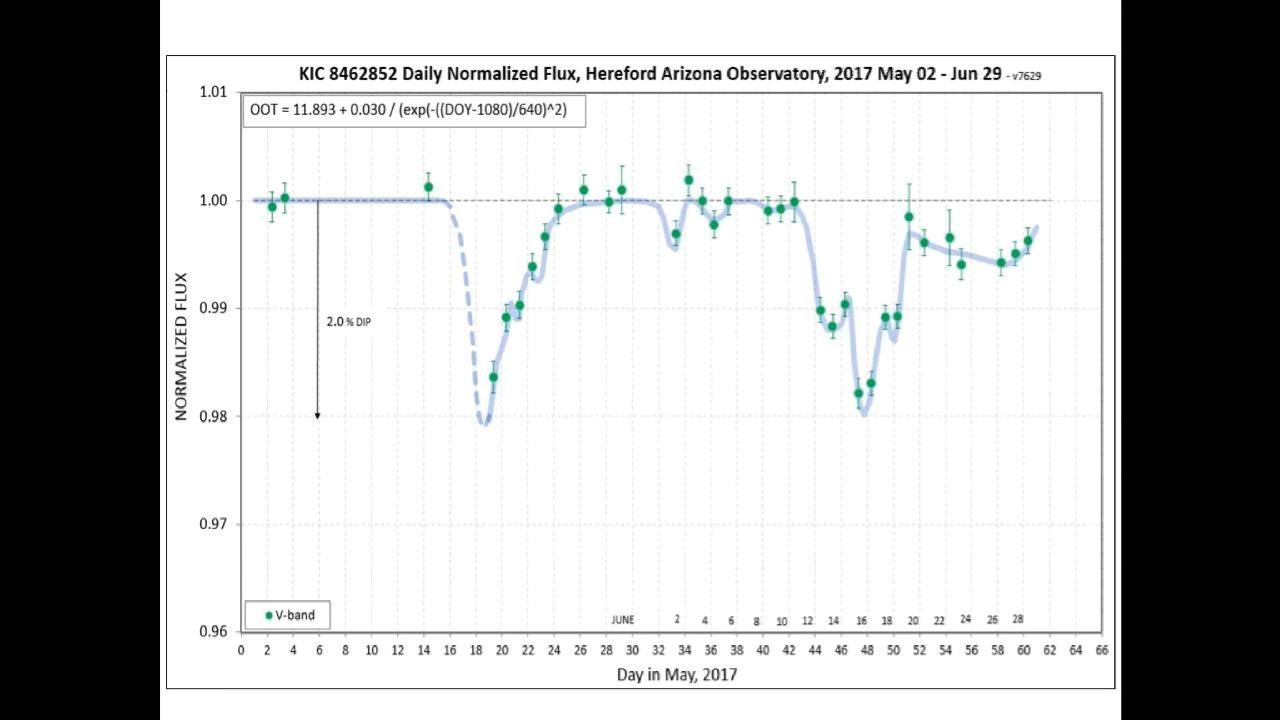 KIC 8462852 Daily Normalized Flux, Hereford Arizona Observatory, 2017 May 02 - Jun 29 - v7629
OOT = 11.893 + 0.030 / (exp(-((DOY-1080)/640)^2)
1.01
1.00
0.99
0.98
0.97
0.96
NORMALIZED FLUX
2.0 % DIP
V-band
JUNE 2 4 6 8 10 12 14 16 18 20 22 24 26 28
0 2 4 6 8 10 12 14 16 18 20 22 24 26 28 30 32 34 36 38 40 42 44 46 48 50 52 54 56 58 60 62 64 66
Day in May, 2017